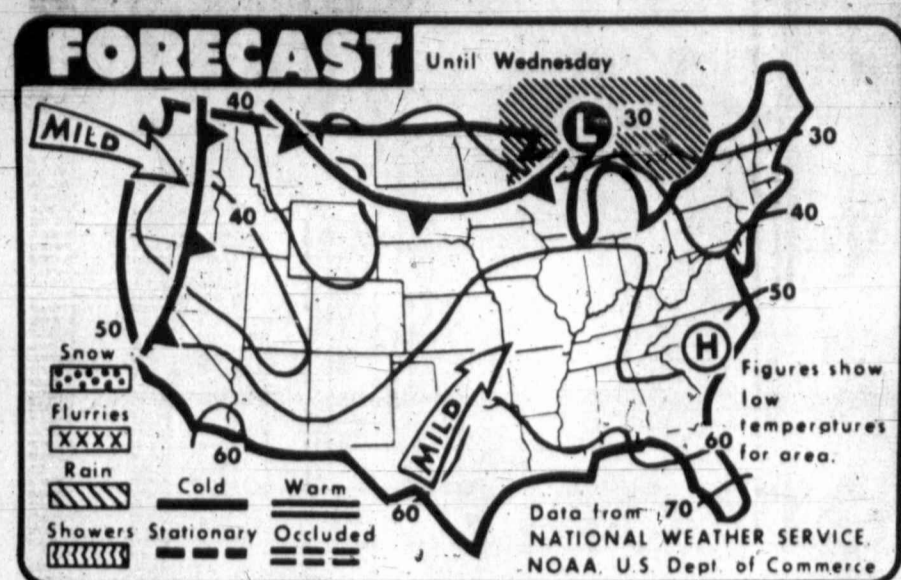 FORECAST
Until Wednesday
MILD
40
L
30
30
40
40
50
50
H
Snow
Flurries
Rain
Showers
Cold
Stationary
Warm
Occluded
MILD
60
60
60
70
Figures show
low
temperatures
for area.
Data from
NATIONAL WEATHER SERVICE,
NOAA, U.S. Dept. of Commerce